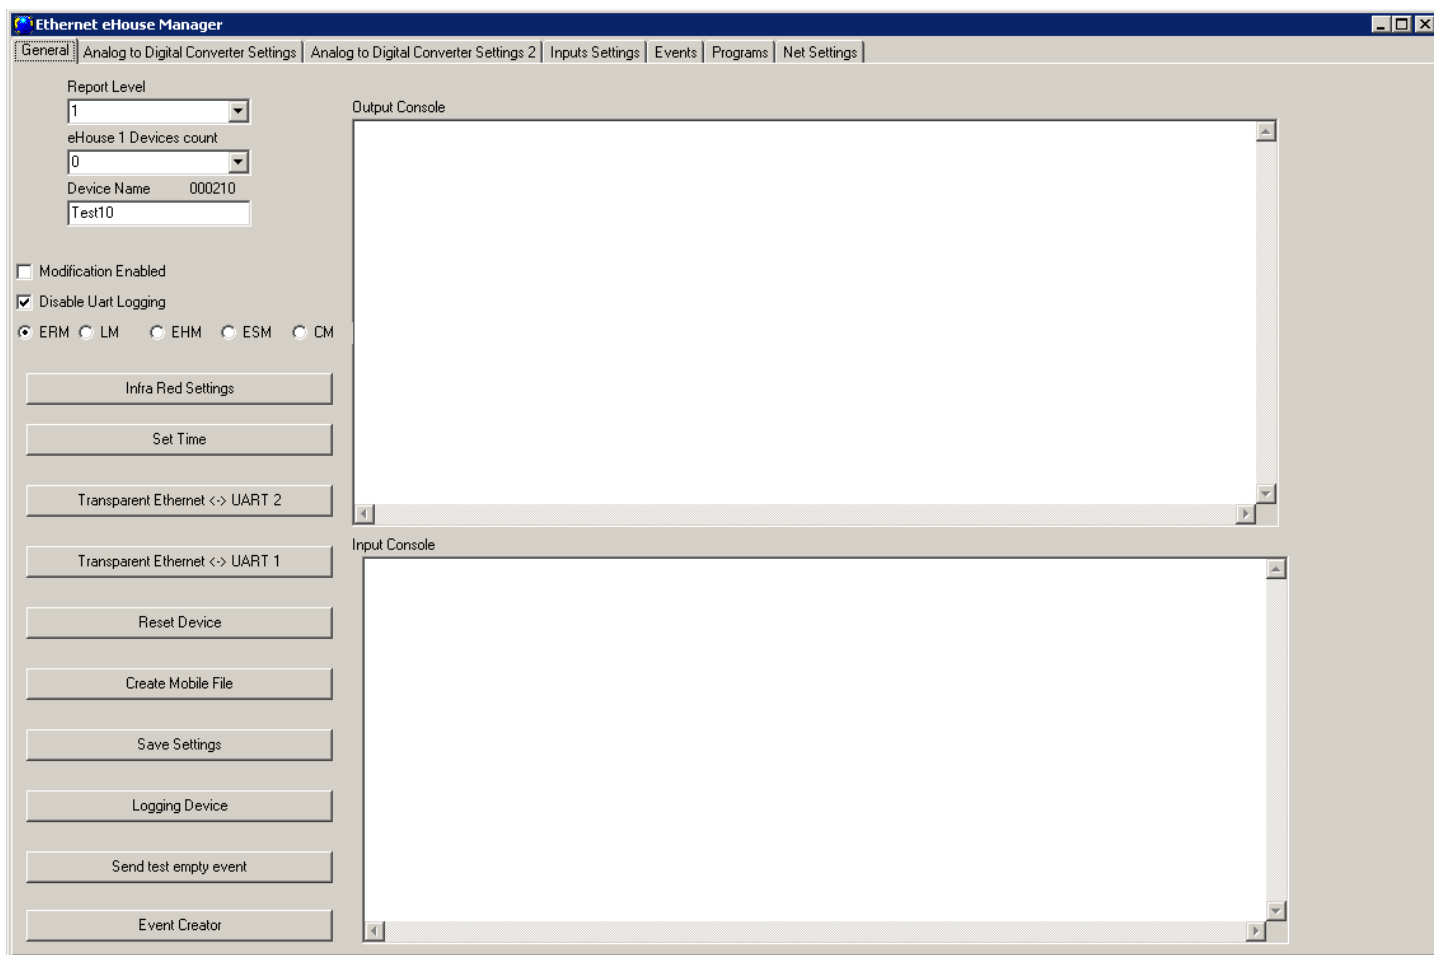 Ethernet eHouse Manager
General Analog to Digital Converter Settings Analog to Digital Converter Settings 2 Inputs Settings Events Programs Net Settings
Report Level
1
eHouse 1 Devices count
0
Device Name 000210
Test10
Modification Enabled
Disable Uart Logging
ERM LM EHM ESM CM
Infra Red Settings
Set Time
Transparent Ethernet <-> UART 2
Transparent Ethernet <-> UART 1
Reset Device
Create Mobile File
Save Settings
Logging Device
Send test empty event
Event Creator
Output Console
Input Console